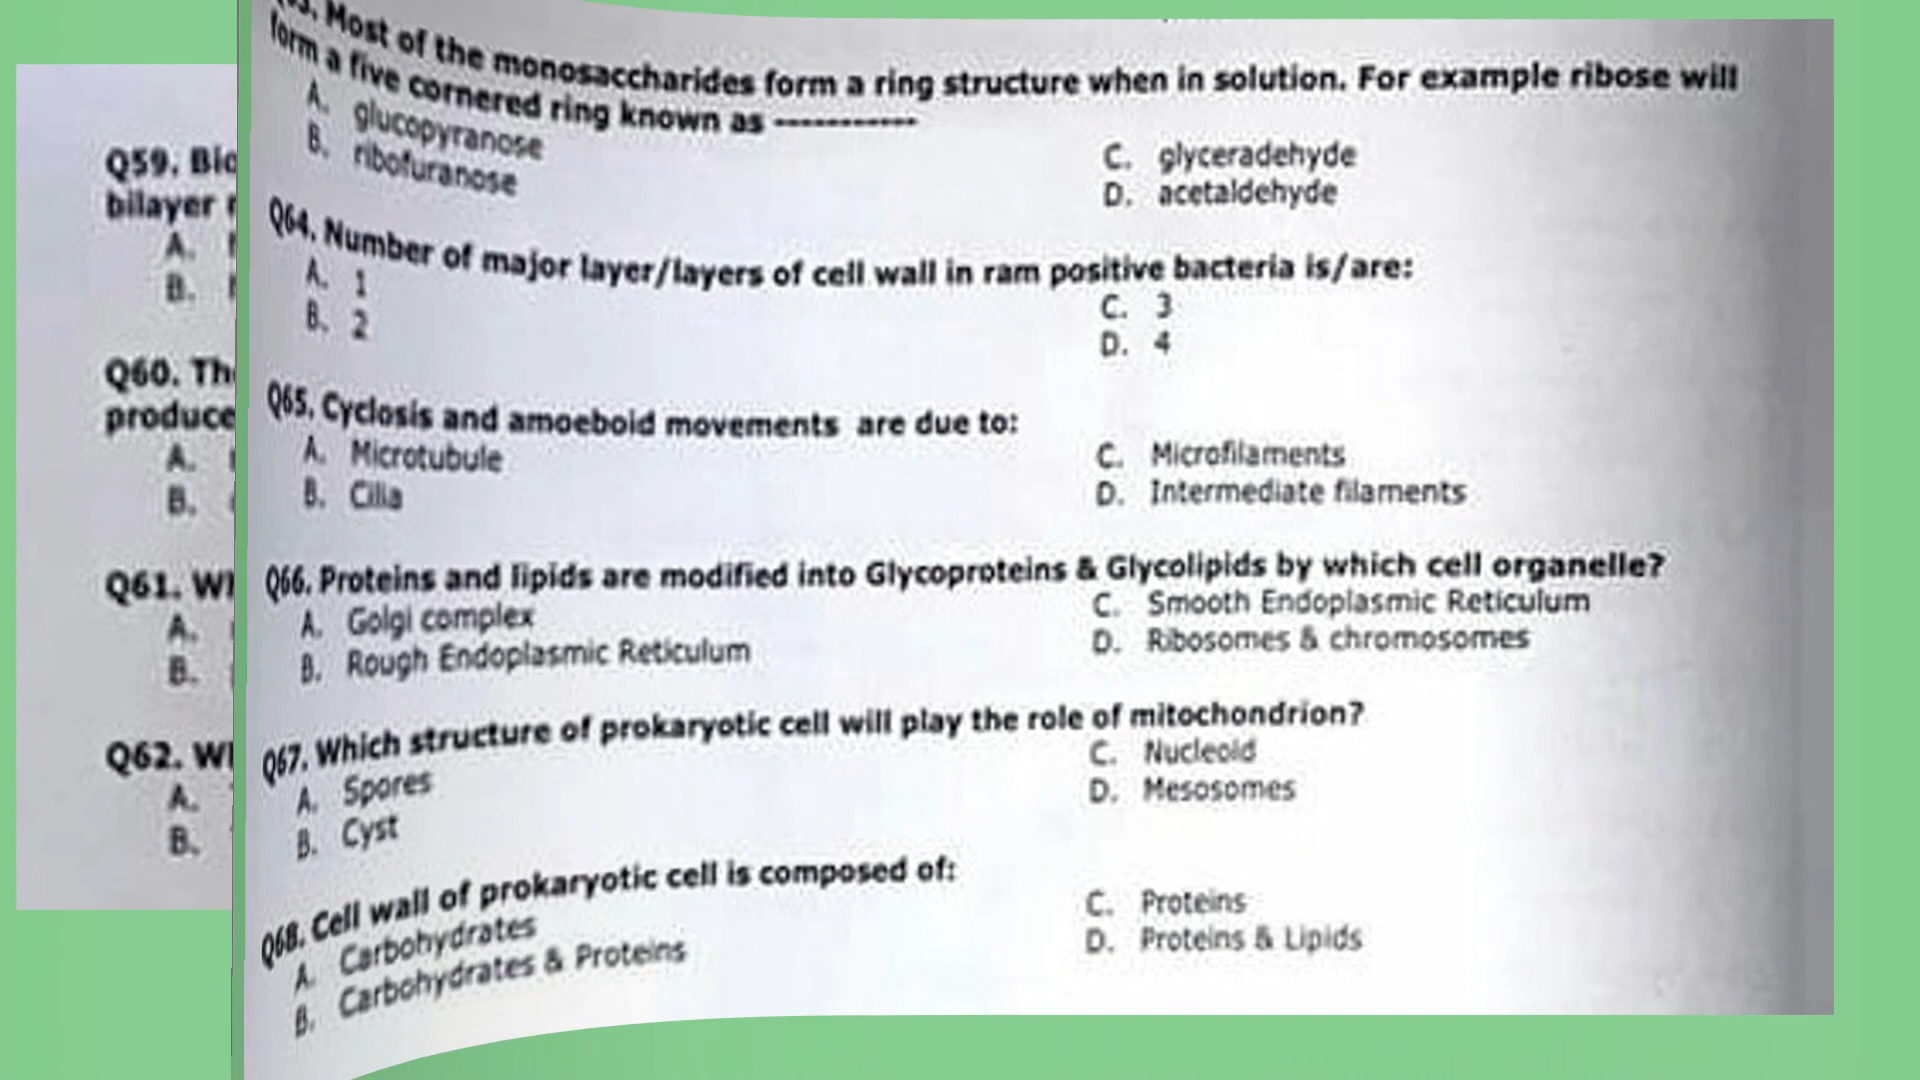 Q59. Bio
bilayer
A.
B.
Q60. Th
produce
A.
B.
Q61. Wh
A.
B.
Q62. Wh
A.
B.
Most of the monosaccharides form a ring structure when in solution. For example ribose will
form a five cornered ring known as -----------
A. glucopyranose
B. ribofuranose
C. glyceradehyde
D. acetaldehyde
Q64. Number of major layer/layers of cell wall in ram positive bacteria is/are:
A. 1
B. 2
C. 3
D. 4
Q65. Cyclosis and amoeboid movements are due to:
A. Microtubule
B. Cilia
C. Microfilaments
D. Intermediate filaments
Q66. Proteins and lipids are modified into Glycoproteins & Glycolipids by which cell organelle?
A. Golgi complex
B. Rough Endoplasmic Reticulum
C. Smooth Endoplasmic Reticulum
D. Ribosomes & chromosomes
Q67. Which structure of prokaryotic cell will play the role of mitochondrion?
A. Spores
B. Cyst
C. Nucleoid
D. Mesosomes
Q68. Cell wall of prokaryotic cell is composed of:
A. Carbohydrates
B. Carbohydrates & Proteins
C. Proteins
D. Proteins & Lipids